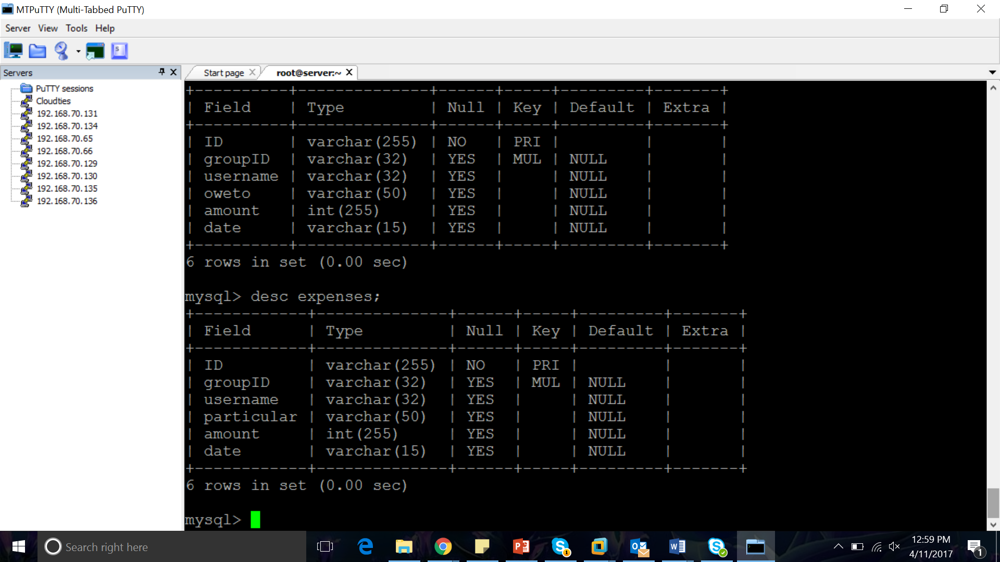 MTPuTTY (Multi-Tabbed PuTTY)
Server View Tools Help
Servers
PuTTY sessions
Cloudties
192.168.70.131
192.168.70.134
192.168.70.65
192.168.70.66
192.168.70.129
192.168.70.130
192.168.70.135
192.168.70.136
Start page root@server:~
+----------+--------------+------+-----+---------+-------+
| Field    | Type         | Null | Key | Default | Extra |
+----------+--------------+------+-----+---------+-------+
| ID       | varchar(255) | NO   | PRI |         |       |
| groupID  | varchar(32)  | YES  | MUL | NULL    |       |
| username | varchar(32)  | YES  |     | NULL    |       |
| oweto    | varchar(50)  | YES  |     | NULL    |       |
| amount   | int(255)     | YES  |     | NULL    |       |
| date     | varchar(15)  | YES  |     | NULL    |       |
+----------+--------------+------+-----+---------+-------+
6 rows in set (0.00 sec)
mysql> desc expenses;
+------------+--------------+------+-----+---------+-------+
| Field      | Type         | Null | Key | Default | Extra |
+------------+--------------+------+-----+---------+-------+
| ID         | varchar(255) | NO   | PRI |         |       |
| groupID    | varchar(32)  | YES  | MUL | NULL    |       |
| username   | varchar(32)  | YES  |     | NULL    |       |
| particular | varchar(50)  | YES  |     | NULL    |       |
| amount     | int(255)     | YES  |     | NULL    |       |
| date       | varchar(15)  | YES  |     | NULL    |       |
+------------+--------------+------+-----+---------+-------+
6 rows in set (0.00 sec)
mysql>
Search right here
12:59 PM
4/11/2017
1